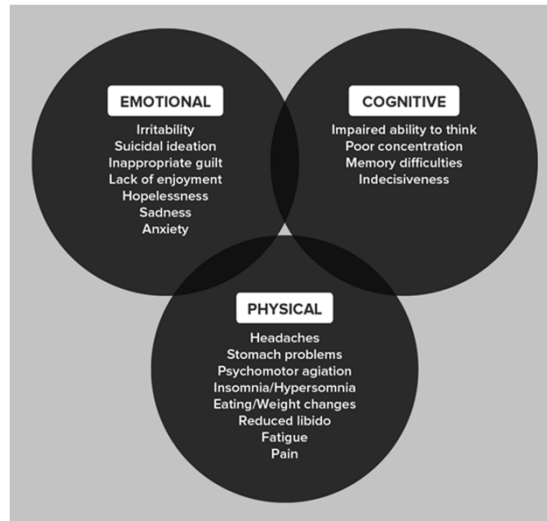 EMOTIONAL
Irritability
Suicidal ideation
Inappropriate guilt
Lack of enjoyment
Hopelessness
Sadness
Anxiety
COGNITIVE
Impaired ability to think
Poor concentration
Memory difficulties
Indecisiveness
PHYSICAL
Headaches
Stomach problems
Psychomotor agiation
Insomnia/Hypersomnia
Eating/Weight changes
Reduced libido
Fatigue
Pain